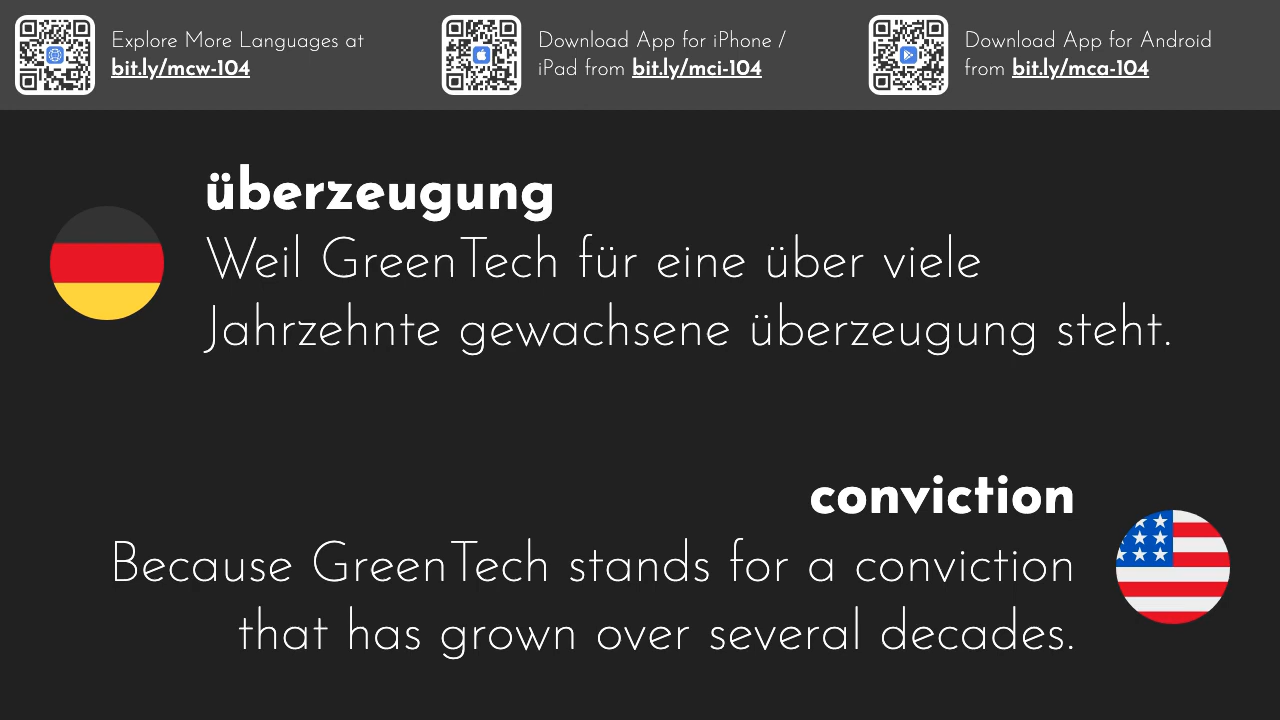 Explore More Languages at
bit.ly/mcw-104
Download App for iPhone /
iPad from bit.ly/mci-104
Download App for Android
from bit.ly/mca-104
überzeugung
Weil GreenTech für eine über viele
Jahrzehnte gewachsene überzeugung steht.
conviction
Because GreenTech stands for a conviction
that has grown over several decades.